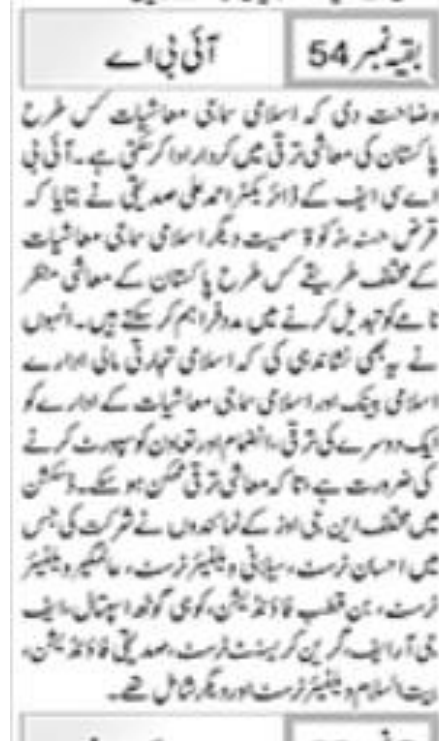 بقیہ نمبر 54
آئی بی اے
وضاحت دی کہ اسلامی سماجی معاشیات کس طرح
پاکستان کی معاشی ترقی میں کردار ادا کرسکتی ہے۔ آئی بی
اے سی ای ایف کے ڈائریکٹر احمد علی صدیقی نے بتایا کہ
قرض حسنہ، زکوٰۃ سمیت دیگر اسلامی سماجی معاشیات
کے مختلف طریقے کس طرح پاکستان کے معاشی منظر
نامے کو تبدیل کرنے میں مدد فراہم کر سکتے ہیں۔ انہوں
نے یہ بھی نشاندہی کی کہ اسلامی تجارتی مالی ادارے
اسلامی بینک اور اسلامی سماجی معاشیات کے ادارے کو
ایک دوسرے کی ترقی، انضمام اور تعاون کو سپورٹ کرنے
کی ضرورت ہے، تاکہ معاشی ترقی ممکن ہو سکے۔ ڈسکشن
میں مختلف این جی اوز کے نمائندوں نے شرکت کی جس
میں احسان ٹرسٹ، سیلانی ویلفیئر ٹرسٹ، عالمگیر ویلفیئر
ٹرسٹ، بن قطب فاؤنڈیشن، کوہی گوٹھ اسپتال، ایف
جی آر ایف، گرین کریسنٹ ٹرسٹ، صدیقی فاؤنڈیشن،
بیت السلام ویلفیئر ٹرسٹ اور دیگر شامل تھے۔